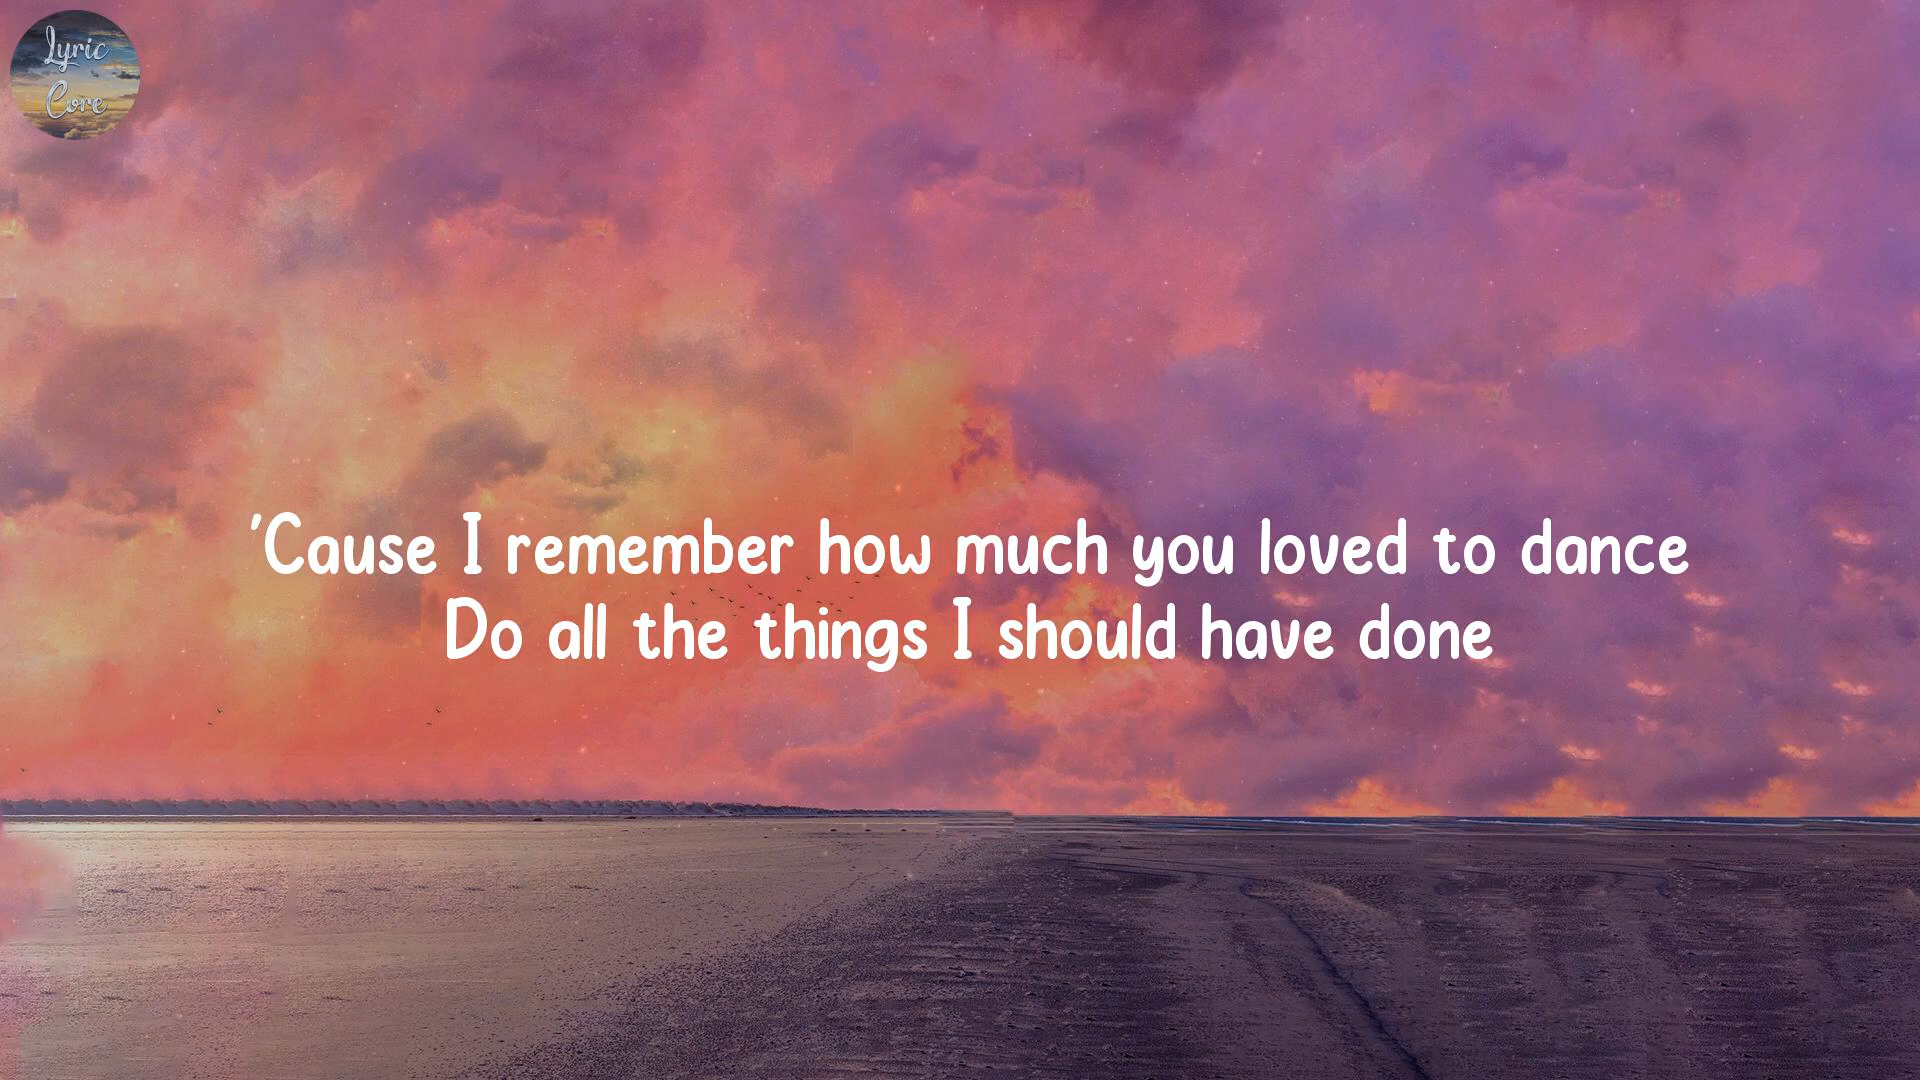 Lyric
Core
'Cause I remember how much you loved to dance
Do all the things I should have done